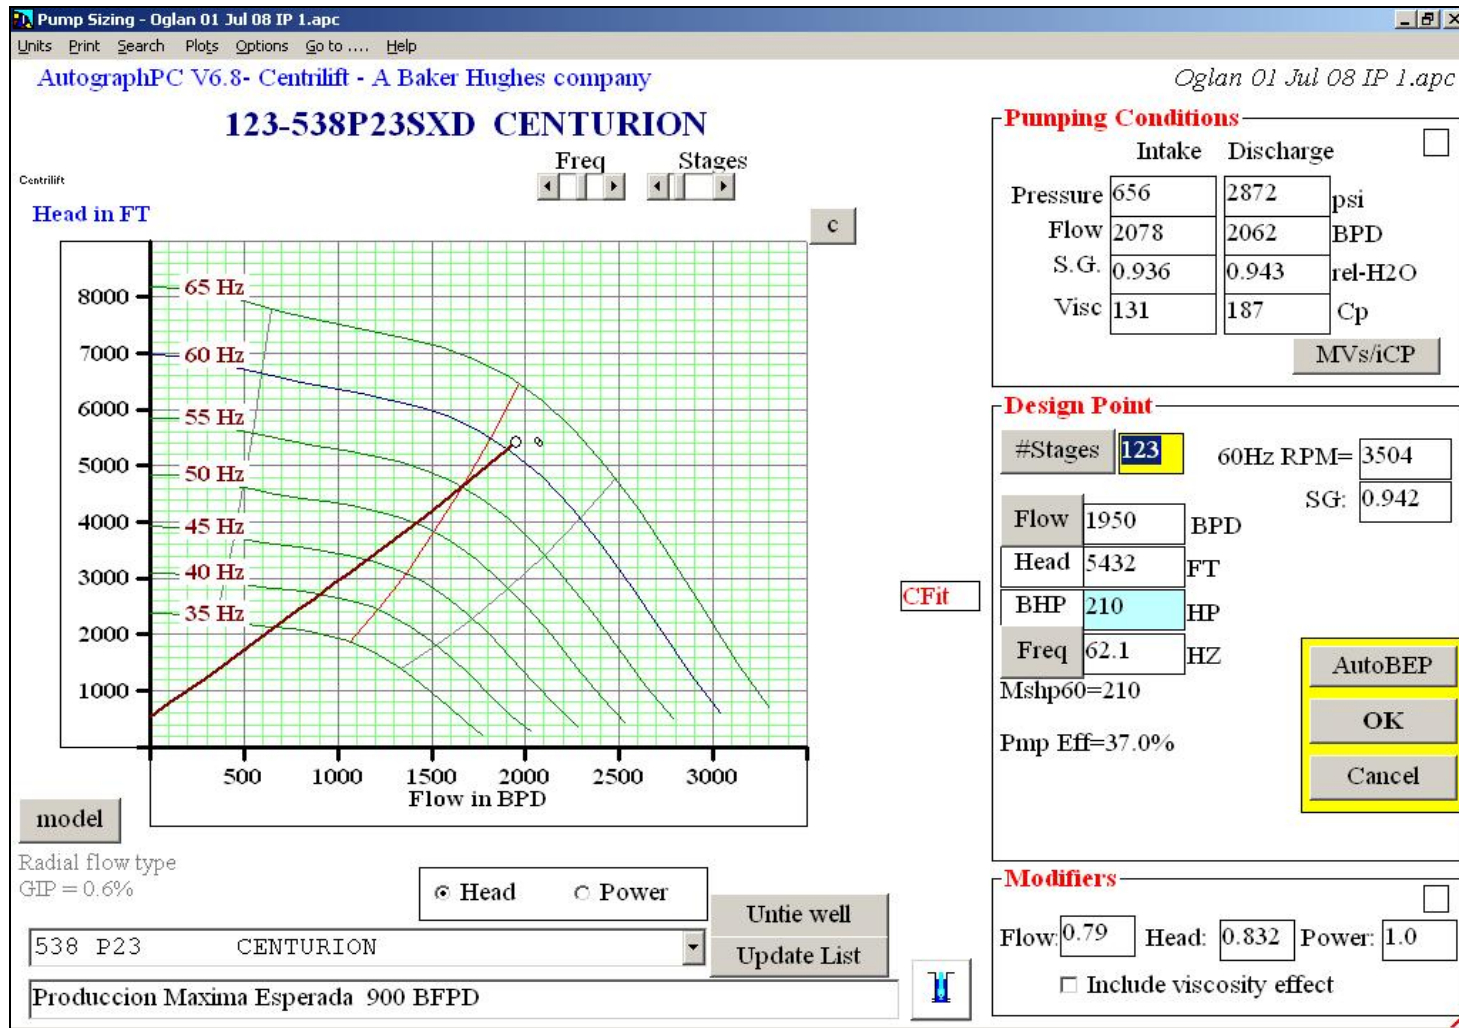 Pump Sizing - Oglan 01 Jul 08 IP 1.apc
Units Print Search Plots Options Go to .... Help
AutographPC V6.8- Centrilift - A Baker Hughes company
Oglan 01 Jul 08 IP 1.apc
123-538P23SXD CENTURION
Freq Stages
Centrilift
Head in FT
c
65 Hz
8000
7000
60 Hz
6000
55 Hz
5000
50 Hz
4000
45 Hz
3000
40 Hz
2000
35 Hz
1000
500 1000 1500 2000 2500 3000
Flow in BPD
model
Radial flow type
GIP = 0.6%
Head Power
Untie well
538 P23 CENTURION
Update List
Produccion Maxima Esperada 900 BFPD
CFit
Pumping Conditions
Intake Discharge
Pressure 656 2872 psi
Flow 2078 2062 BPD
S.G. 0.936 0.943 rel-H2O
Visc 131 187 Cp
MVs/iCP
Design Point
#Stages 123 60Hz RPM= 3504
SG: 0.942
Flow 1950 BPD
Head 5432 FT
BHP 210 HP
Freq 62.1 HZ
Mshp60=210
Pmp Eff=37.0%
AutoBEP
OK
Cancel
Modifiers
Flow: 0.79 Head: 0.832 Power: 1.0
Include viscosity effect